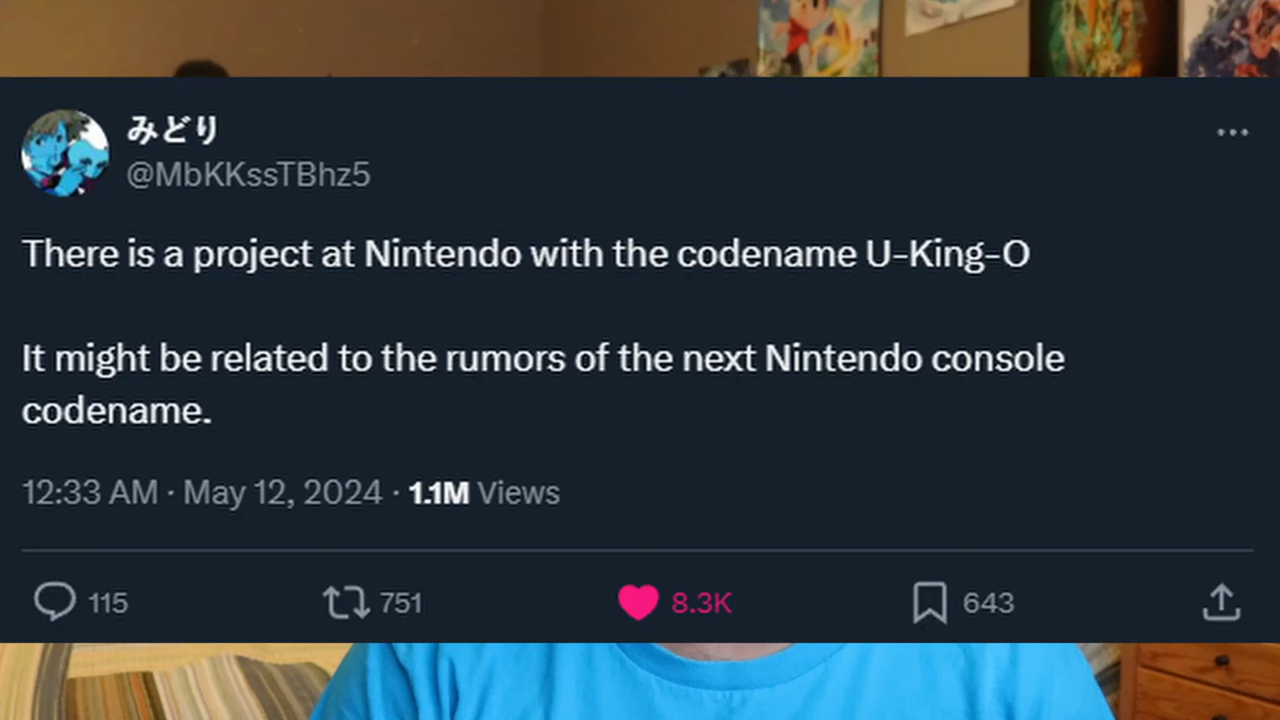 みどり
@MbKKssTBhz5
There is a project at Nintendo with the codename U-King-O
It might be related to the rumors of the next Nintendo console
codename.
12:33 AM · May 12, 2024 · 1.1M Views
115 751 8.3K 643